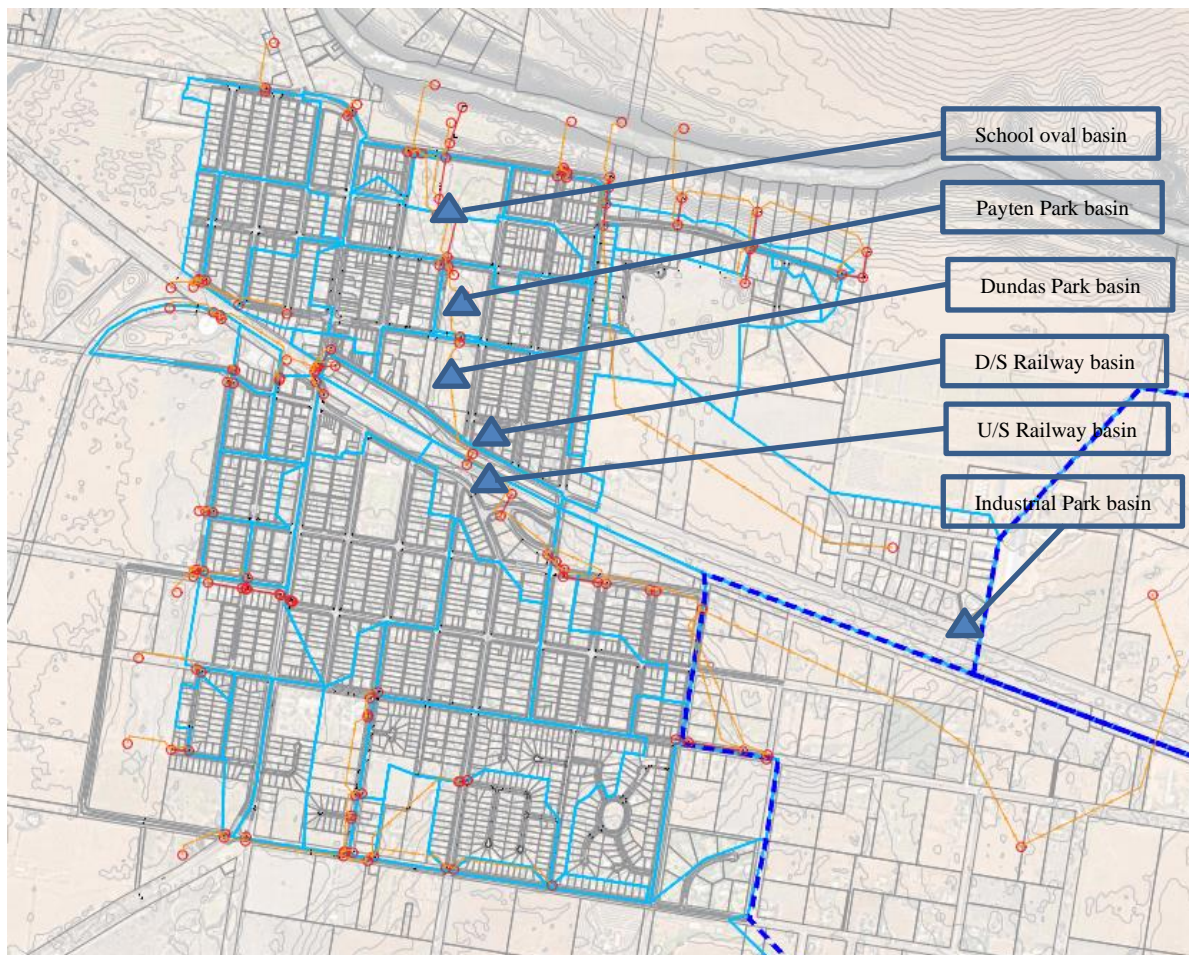 School oval basin
Payten Park basin
Dundas Park basin
D/S Railway basin
U/S Railway basin
Industrial Park basin